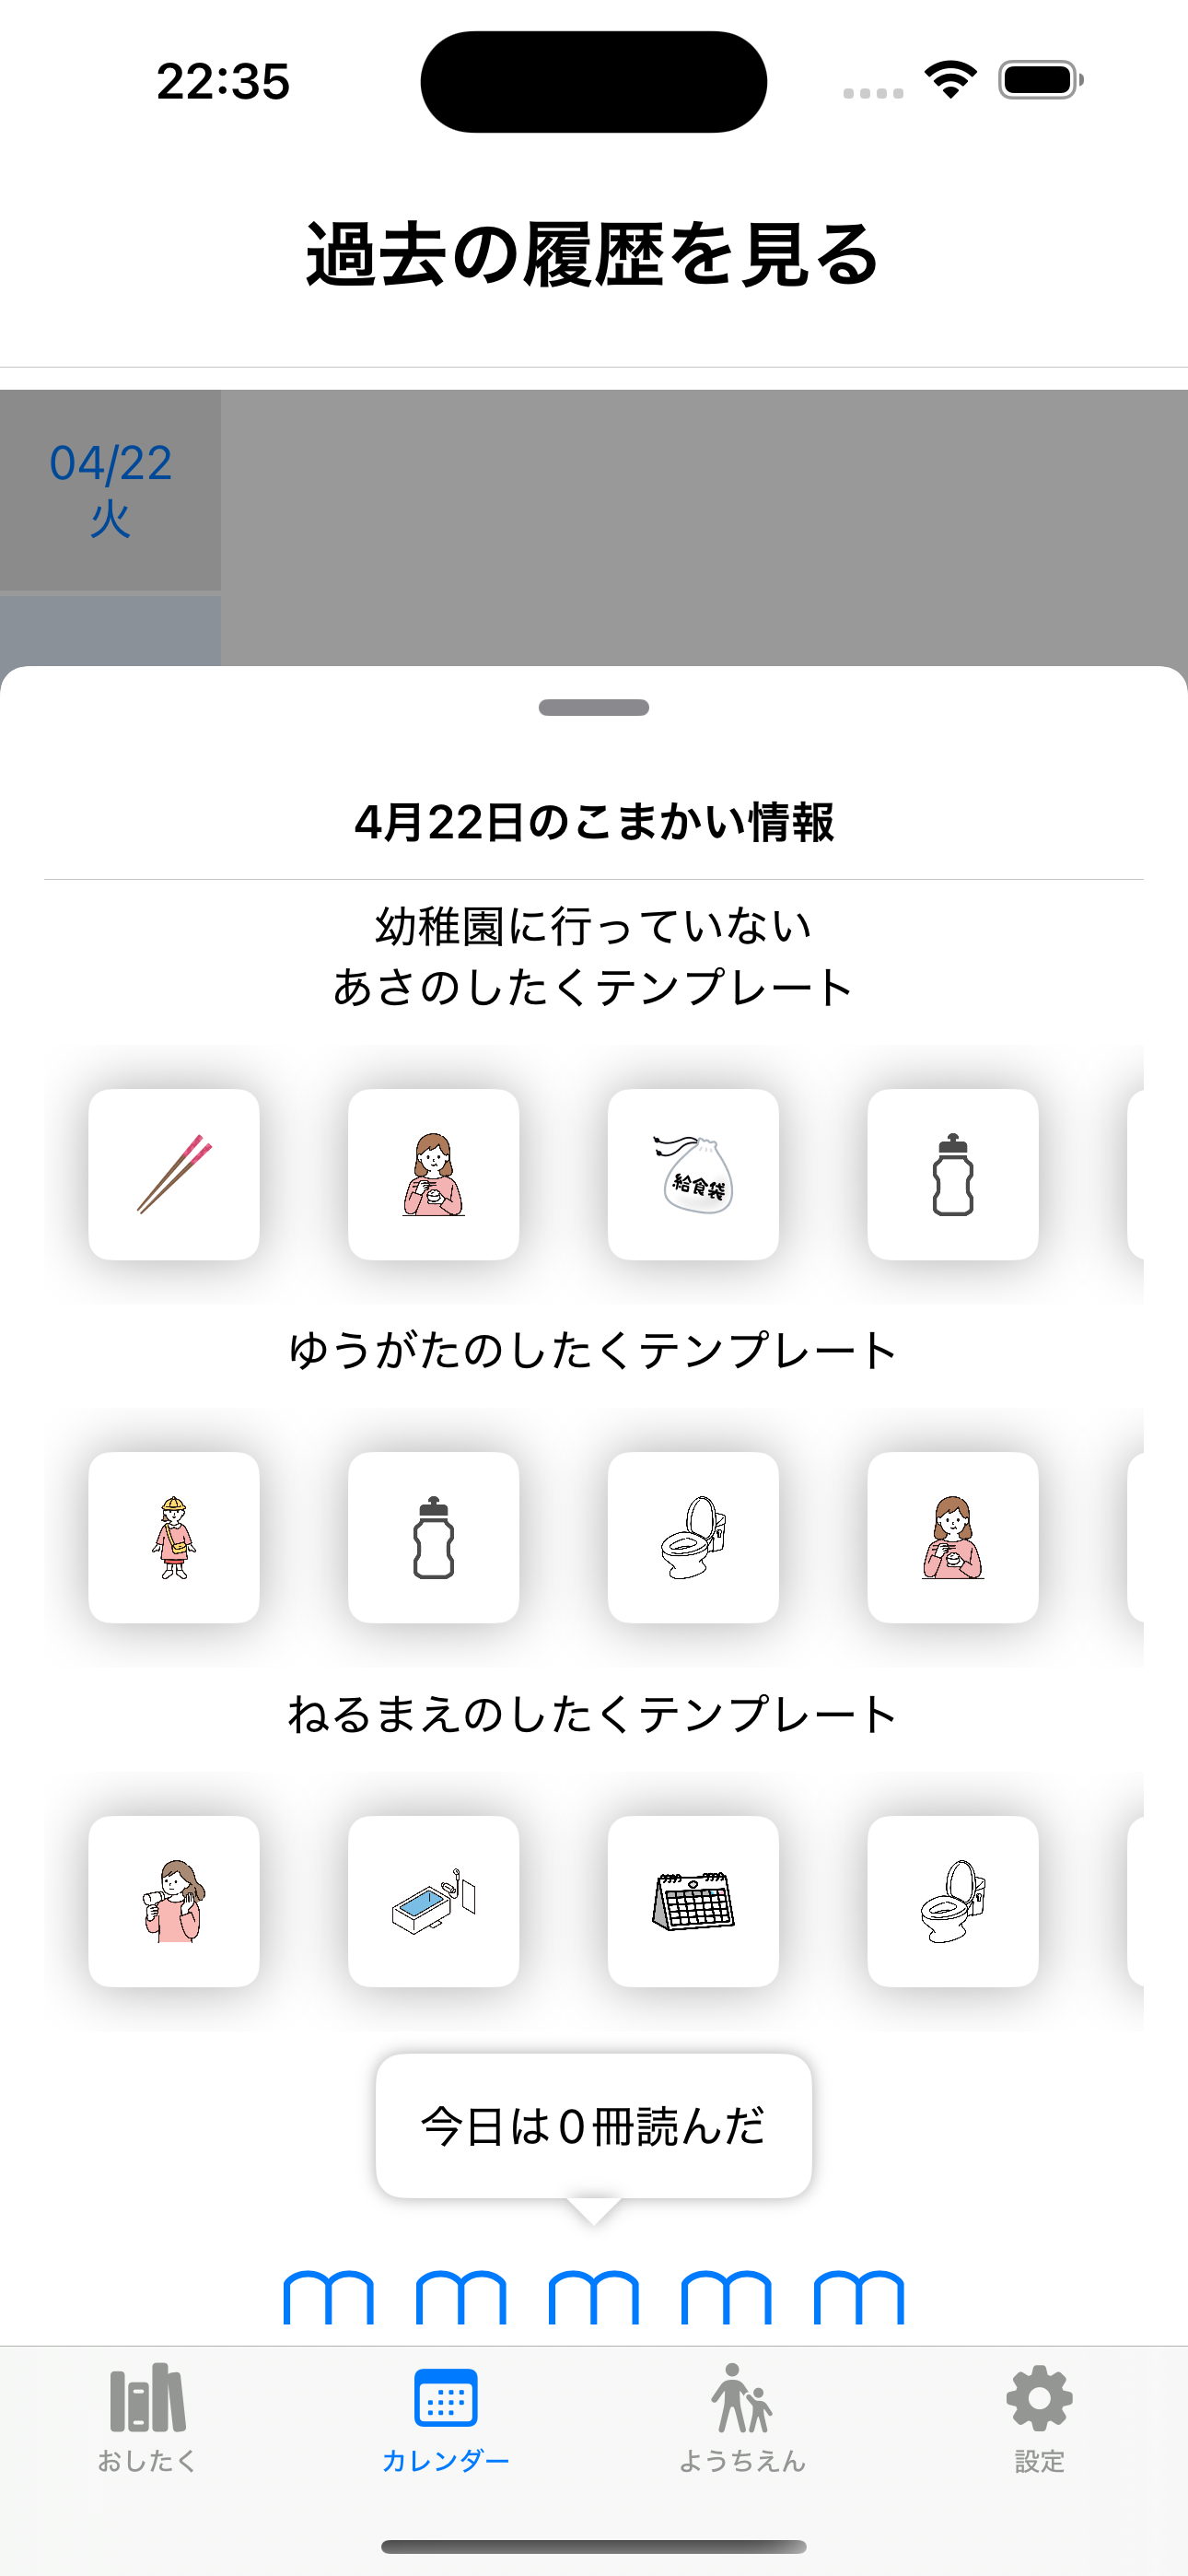 22:35
過去の履歴を見る
04/22
火
4月22日のこまかい情報
幼稚園に行っていない
あさのしたくテンプレート
給食袋
ゆうがたのしたくテンプレート
ねるまえのしたくテンプレート
今日は0冊読んだ
おしたく
カレンダー
ようちえん
設定